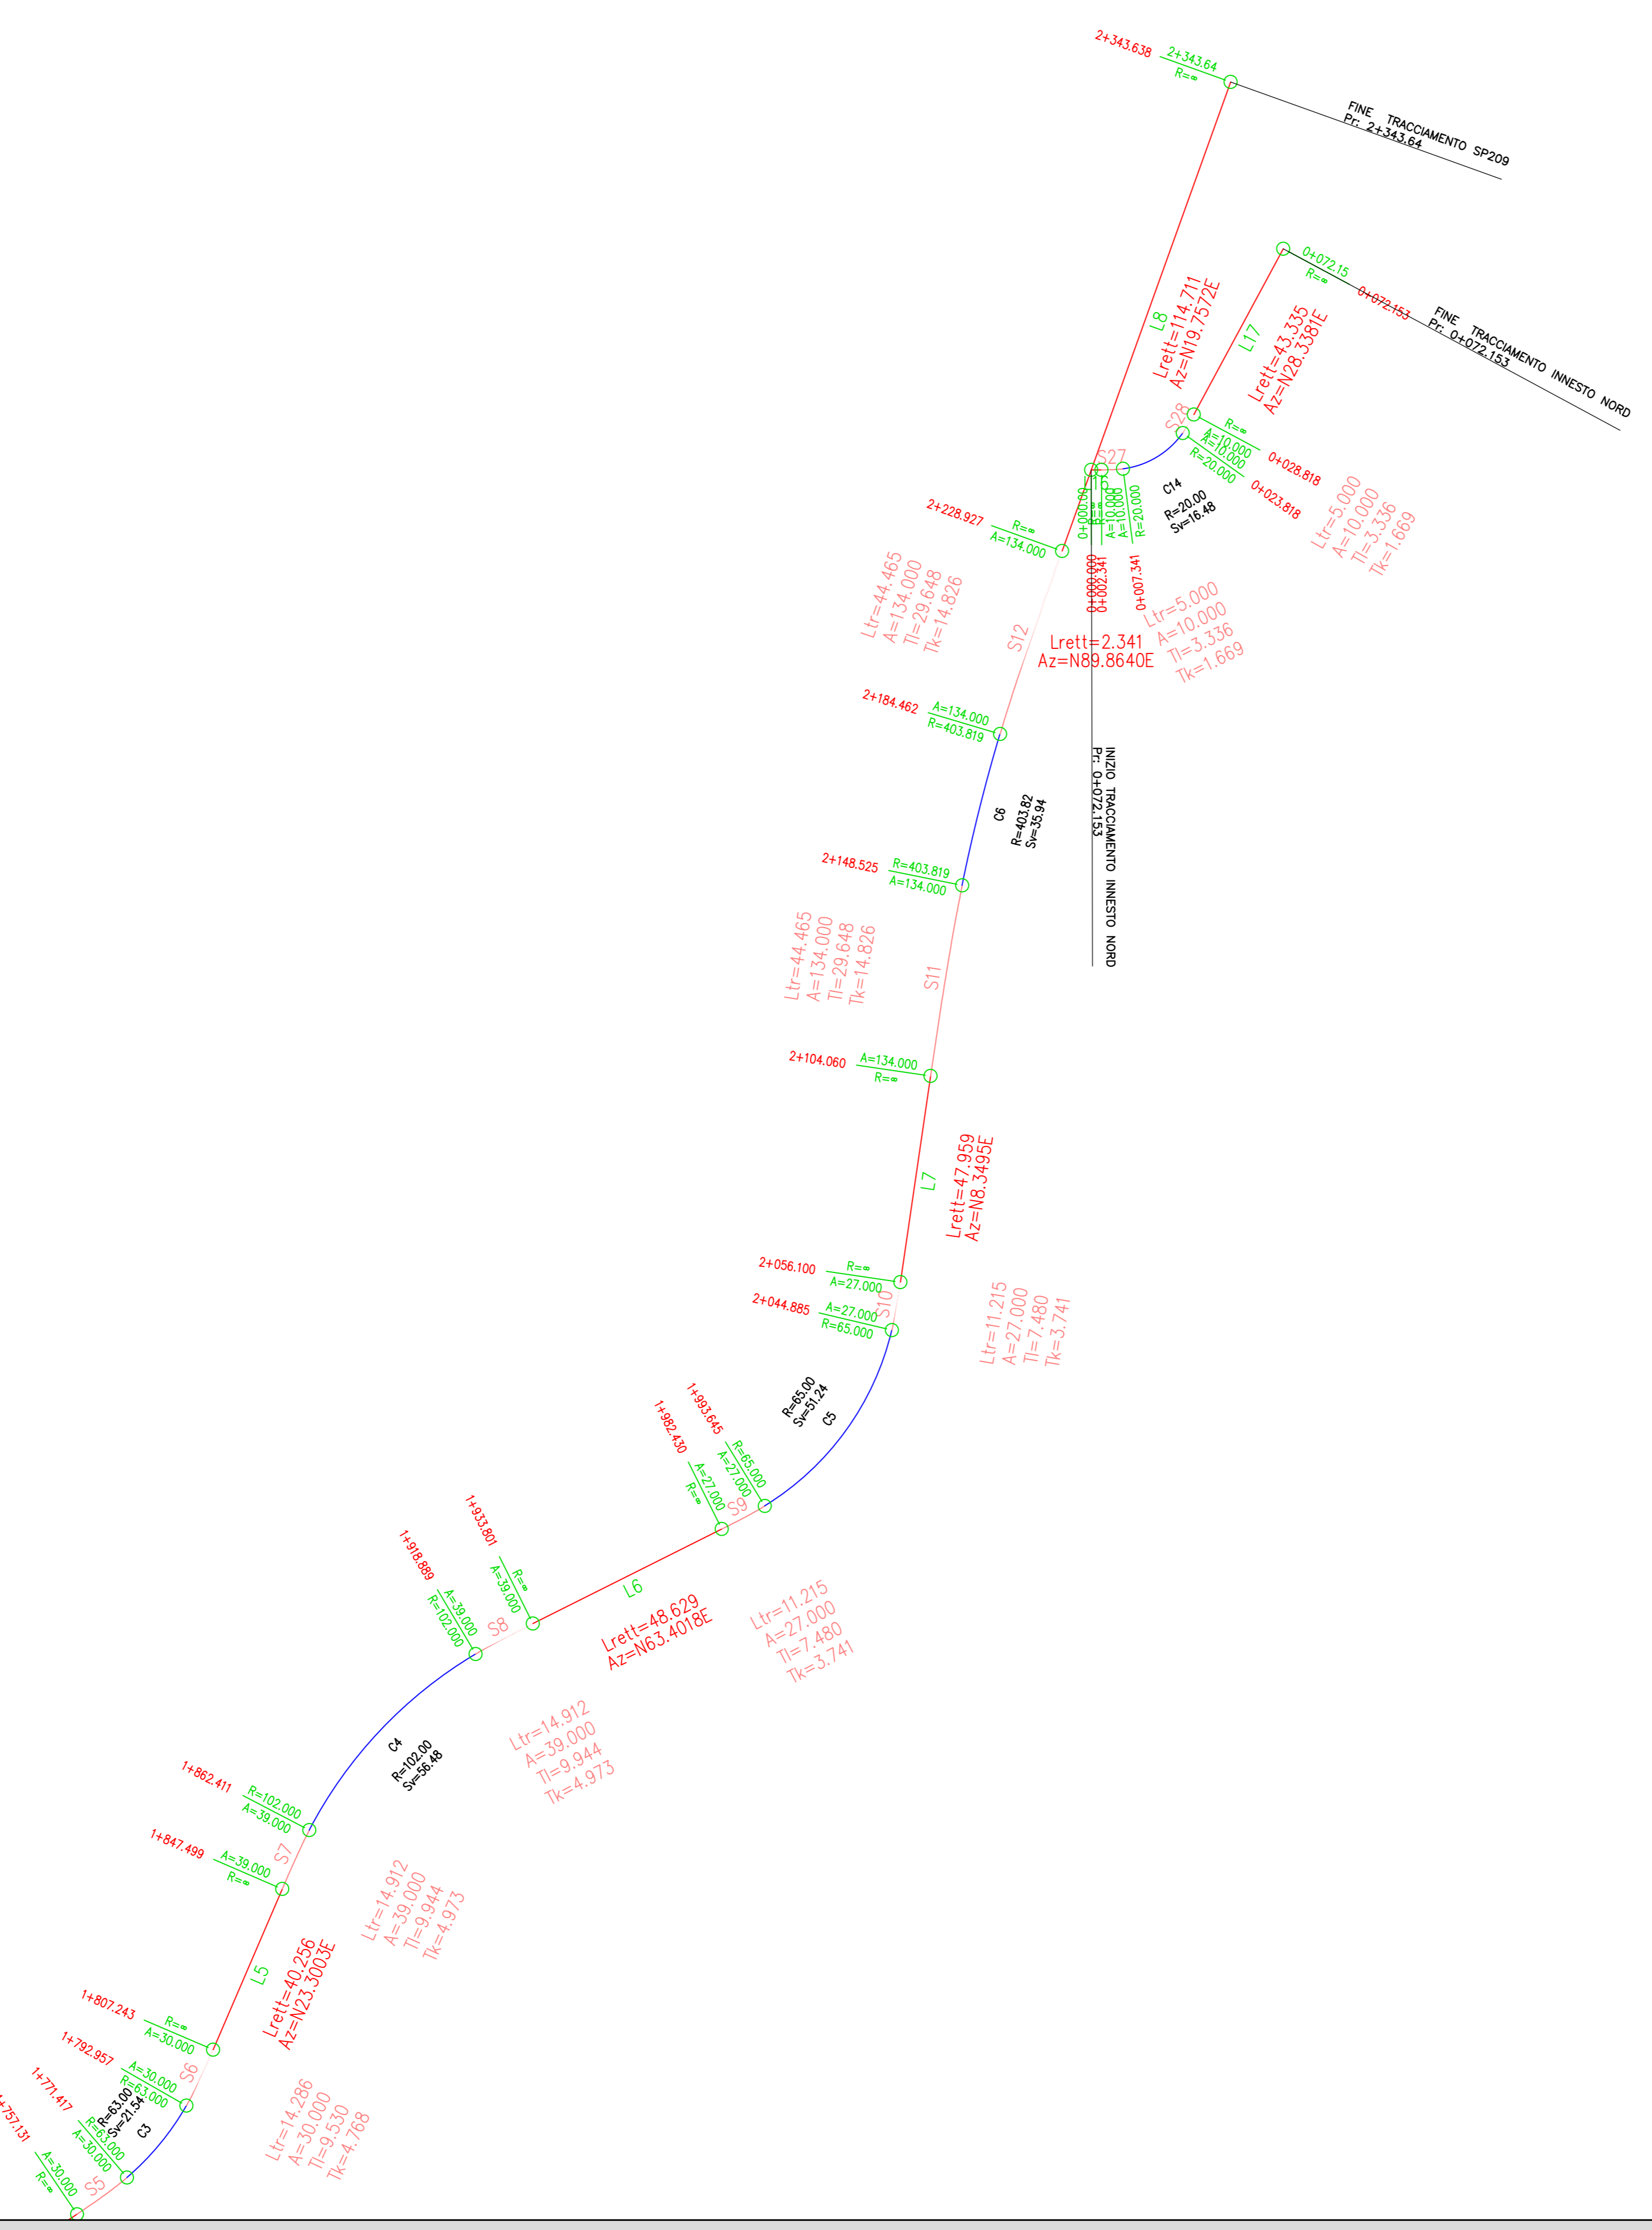 2+343.638
2+343.64
R=∞
FINE TRACCIAMENTO SP209
Pr: 2+343.64
0+072.15
R=∞
0+072.153
FINE TRACCIAMENTO INNESTO NORD
Pr: 0+072.153
L8
Lrett=114.711
Az=N19.7572E
L17
Lrett=43.335
Az=N28.3381E
S28
R=∞
A=10.000
0+028.818
A=10.000
R=20.000
0+023.818
Ltr=5.000
A=10.000
Tl=3.336
Tk=1.669
S27
C14
R=20.00
Sv=16.48
0+000.00
R=∞
R=∞
A=10.000
A=10.000
R=20.000
0+000.000
0+002.341
0+007.341
Ltr=5.000
A=10.000
Tl=3.336
Tk=1.669
Lrett=2.341
Az=N89.8640E
INIZIO TRACCIAMENTO INNESTO NORD
Pr: 0+072.153
2+228.927
R=∞
A=134.000
Ltr=44.465
A=134.000
Tl=29.648
Tk=14.826
S12
2+184.462
A=134.000
R=403.819
C6
R=403.82
Sv=35.94
2+148.525
R=403.819
A=134.000
Ltr=44.465
A=134.000
Tl=29.648
Tk=14.826
S11
2+104.060
A=134.000
R=∞
L7
Lrett=47.959
Az=N8.3495E
2+056.100
R=∞
A=27.000
S10
2+044.885
A=27.000
R=65.000
Ltr=11.215
A=27.000
Tl=7.480
Tk=3.741
R=65.00
Sv=51.24
C5
1+993.645
R=65.000
A=27.000
1+982.430
A=27.000
R=∞
S9
Ltr=11.215
A=27.000
Tl=7.480
Tk=3.741
L6
Lrett=48.629
Az=N63.4018E
1+933.801
R=∞
A=39.000
1+918.889
A=39.000
R=102.000
S8
Ltr=14.912
A=39.000
Tl=9.944
Tk=4.973
C4
R=102.00
Sv=56.48
1+862.411
R=102.000
A=39.000
S7
1+847.499
A=39.000
R=∞
Ltr=14.912
A=39.000
Tl=9.944
Tk=4.973
L5
Lrett=40.256
Az=N23.3003E
1+807.243
R=∞
A=30.000
S6
1+792.957
A=30.000
R=63.000
Ltr=14.286
A=30.000
Tl=9.530
Tk=4.768
R=63.00
Sv=21.54
C3
1+771.417
R=63.000
A=30.000
S5
+757.131
A=30.000
R=∞